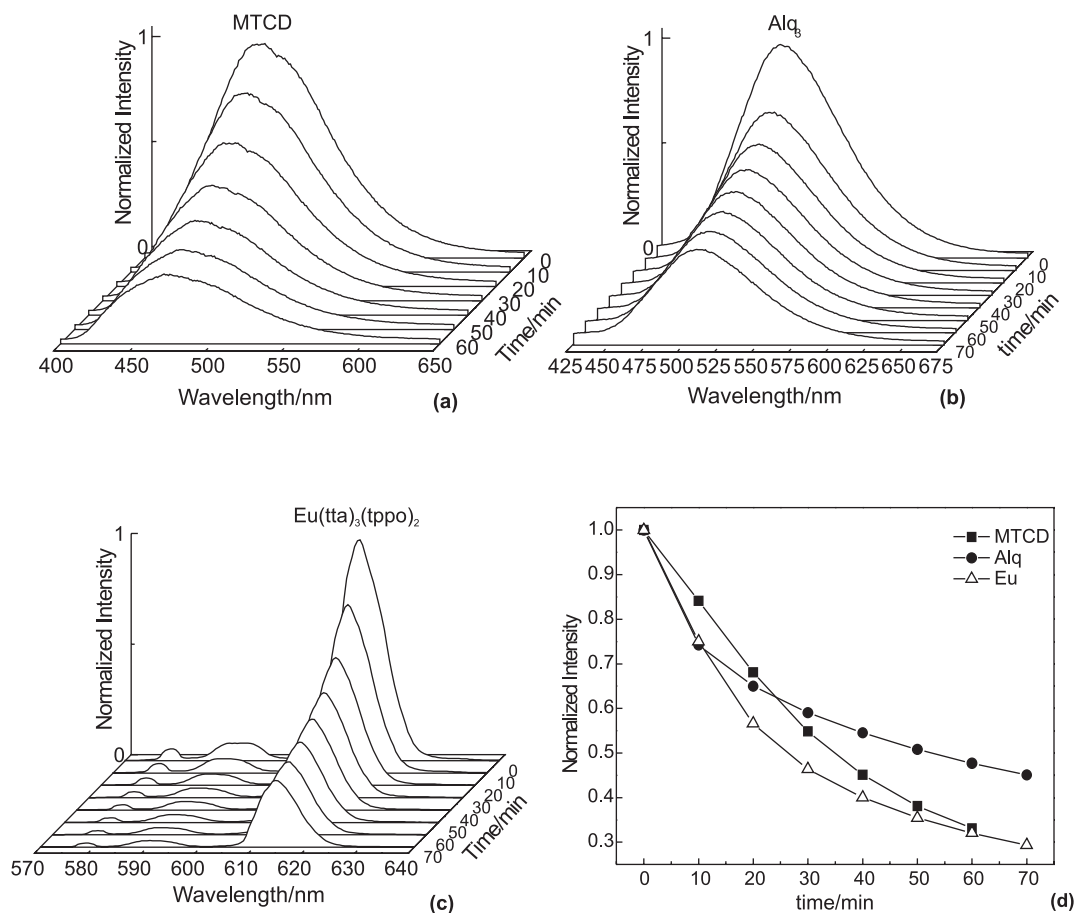 MTCD
1
Normalized Intensity
0
0
10
20
30
40
50
60
Time/min
400 450 500 550 600 650
Wavelength/nm
(a)
Alq₃
1
Normalized Intensity
0
0
10
20
30
40
50
60
70
time/min
425 450 475 500 525 550 575 600 625 650 675
Wavelength/nm
(b)
Eu(tta)₃(tppo)₂
1
Normalized Intensity
0
0
10
20
30
40
50
60
70
Time/min
570 580 590 600 610 620 630 640
Wavelength/nm
(c)
MTCD
Alq
Eu
1.0
0.9
0.8
0.7
0.6
0.5
0.4
0.3
Normalized Intensity
0 10 20 30 40 50 60 70
time/min
(d)